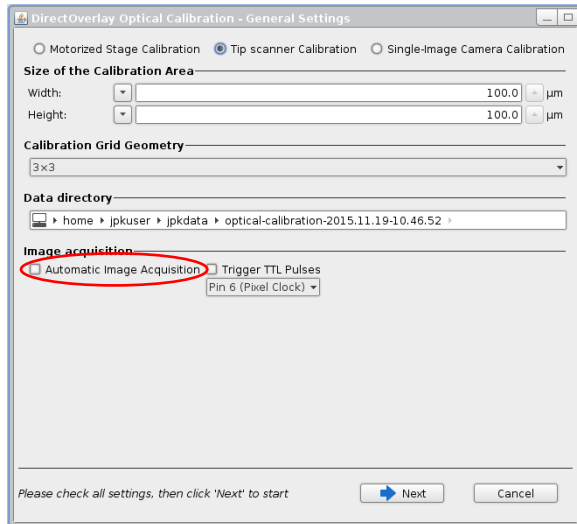 DirectOverlay Optical Calibration - General Settings
Motorized Stage Calibration Tip scanner Calibration Single-Image Camera Calibration
Size of the Calibration Area
Width: 100.0 µm
Height: 100.0 µm
Calibration Grid Geometry
3×3
Data directory
home jpkuser jpkdata optical-calibration-2015.11.19-10.46.52
Image acquisition
Automatic Image Acquisition Trigger TTL Pulses
Pin 6 (Pixel Clock)
Please check all settings, then click 'Next' to start Next Cancel